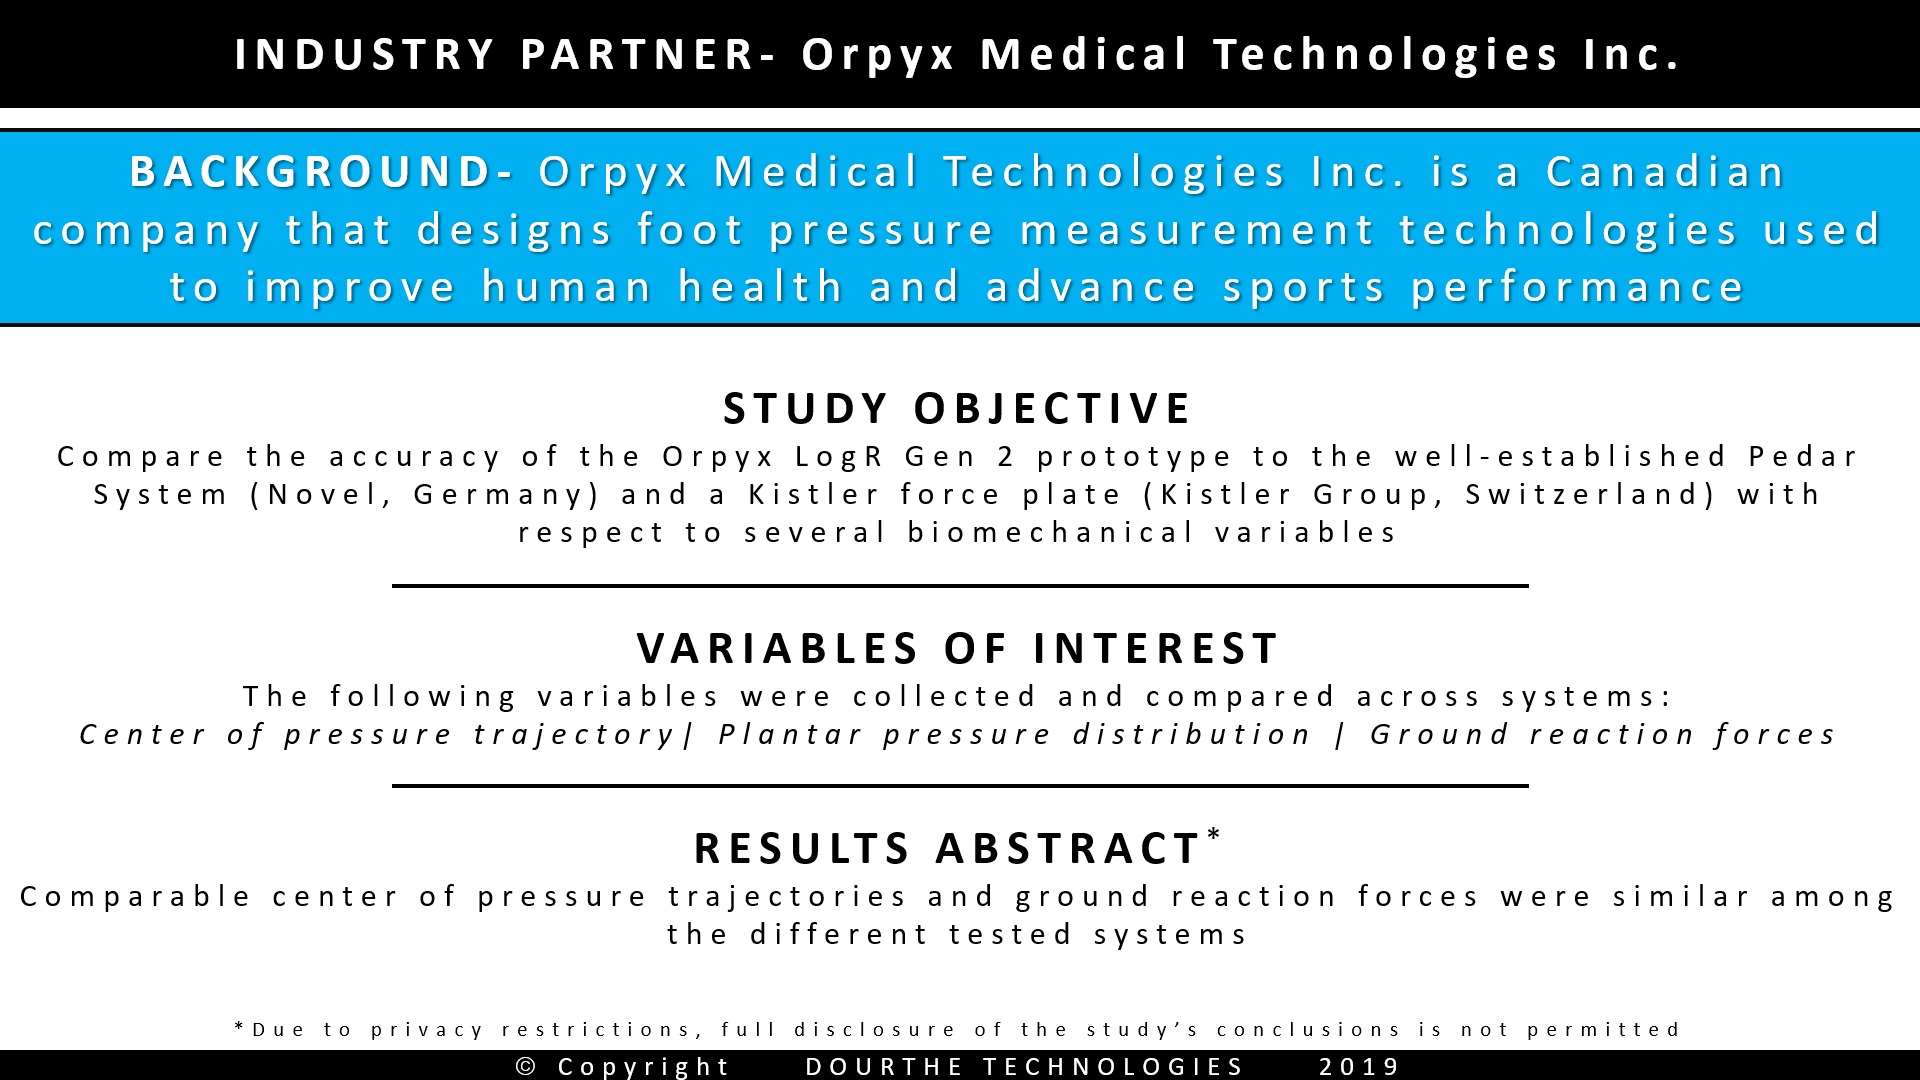 INDUSTRY PARTNER- Orpyx Medical Technologies Inc.
BACKGROUND- Orpyx Medical Technologies Inc. is a Canadian
company that designs foot pressure measurement technologies used
to improve human health and advance sports performance
STUDY OBJECTIVE
Compare the accuracy of the Orpyx LogR Gen 2 prototype to the well-established Pedar
System (Novel, Germany) and a Kistler force plate (Kistler Group, Switzerland) with
respect to several biomechanical variables
VARIABLES OF INTEREST
The following variables were collected and compared across systems:
Center of pressure trajectory| Plantar pressure distribution | Ground reaction forces
RESULTS ABSTRACT*
Comparable center of pressure trajectories and ground reaction forces were similar among
the different tested systems
*Due to privacy restrictions, full disclosure of the study’s conclusions is not permitted
© Copyright DOURTHE TECHNOLOGIES 2019